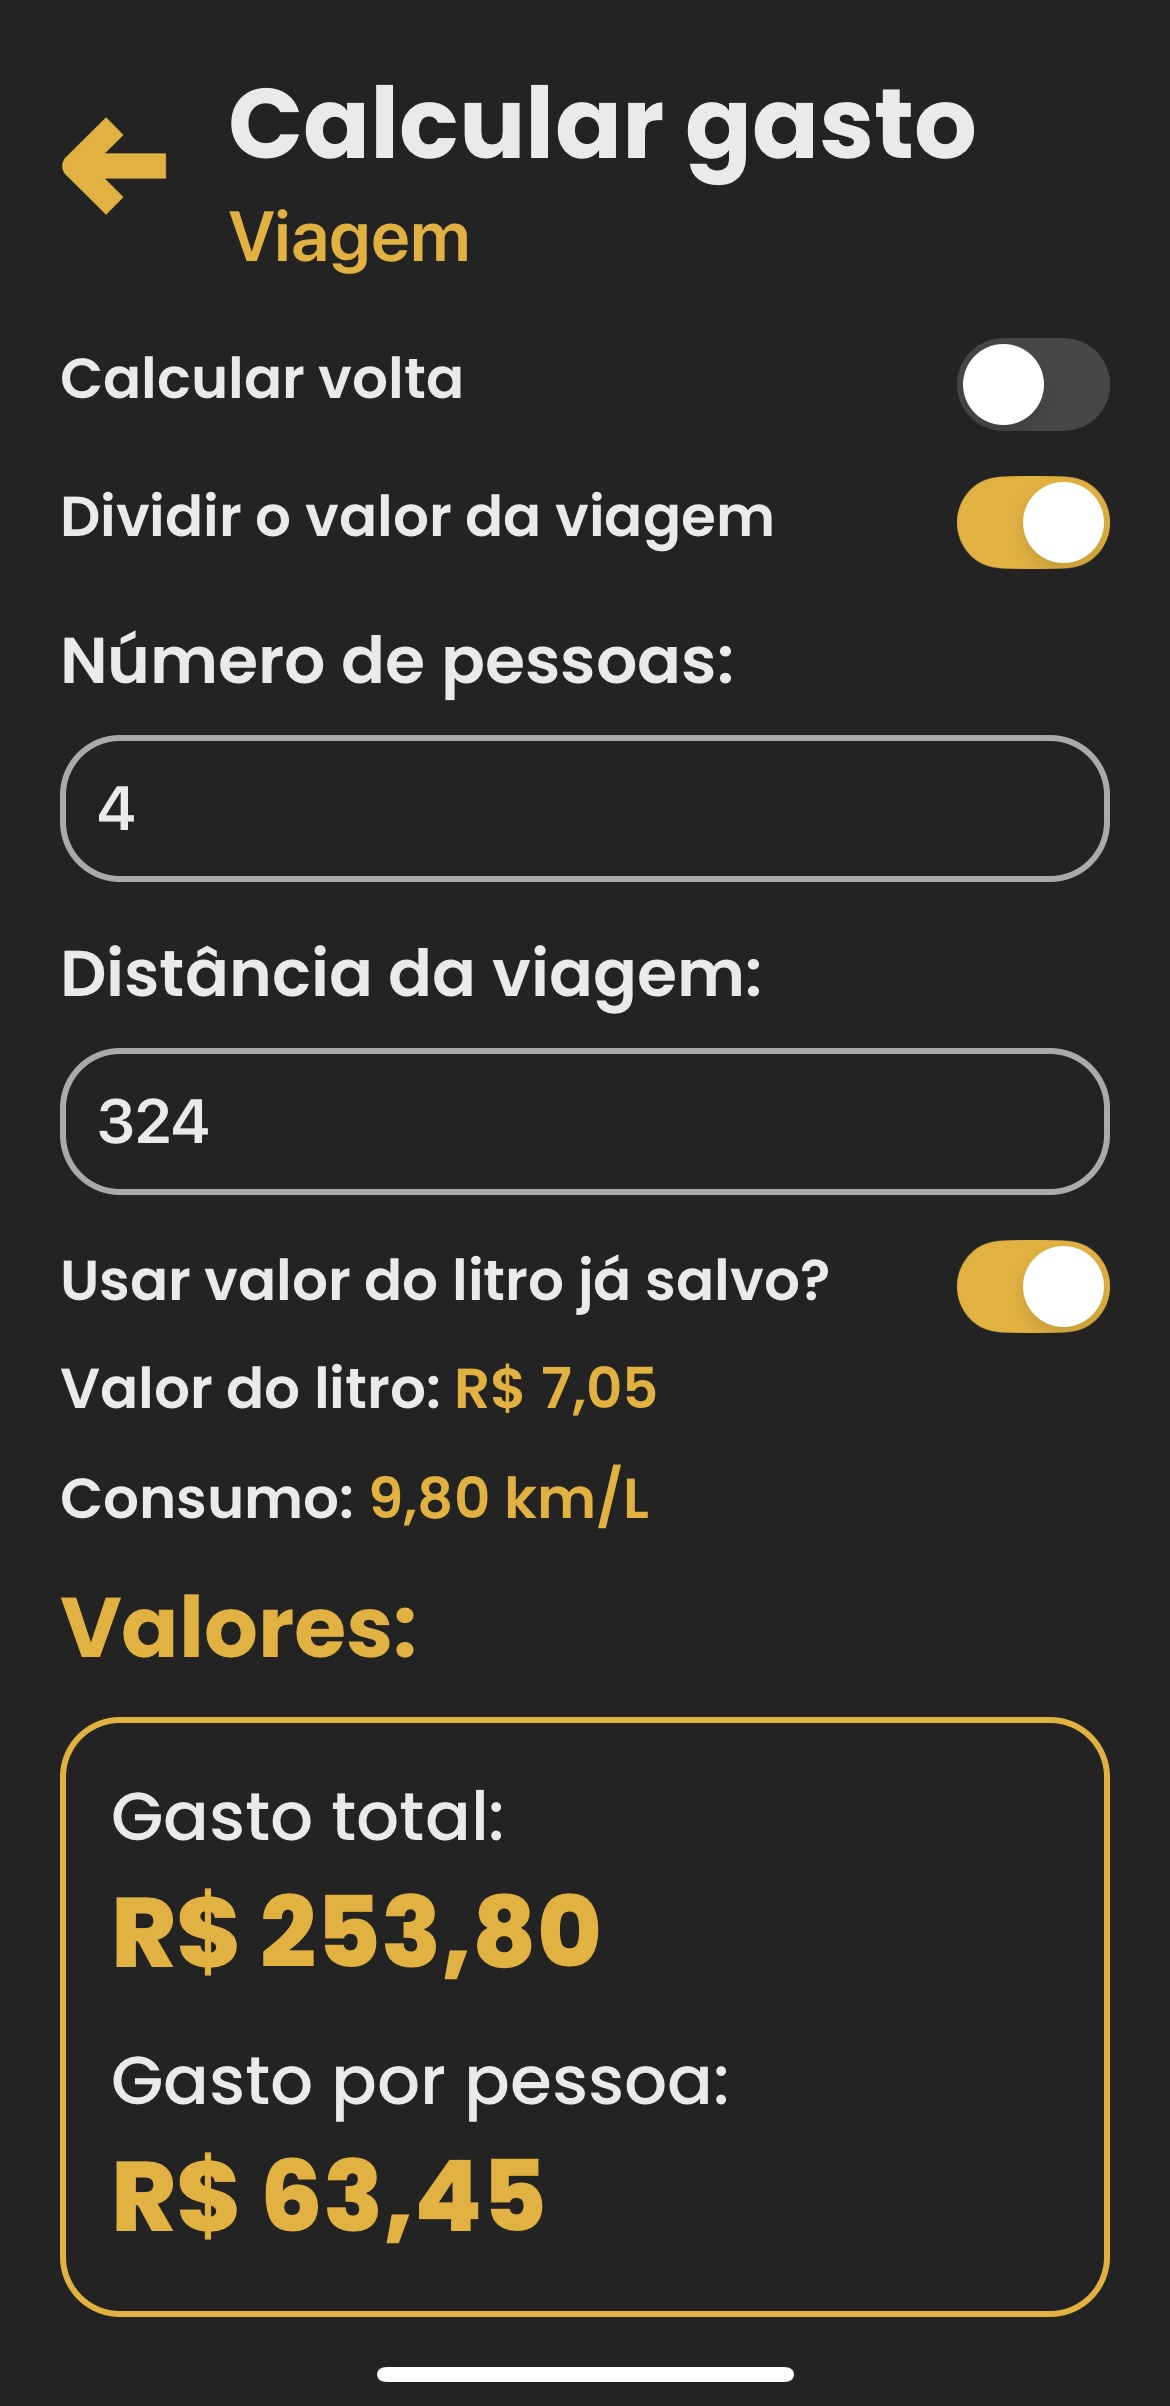 Calcular gasto
Viagem
Calcular volta
Dividir o valor da viagem
Número de pessoas:
4
Distância da viagem:
324
Usar valor do litro já salvo?
Valor do litro: R$ 7,05
Consumo: 9,80 km/L
Valores:
Gasto total:
R$ 253,80
Gasto por pessoa:
R$ 63,45